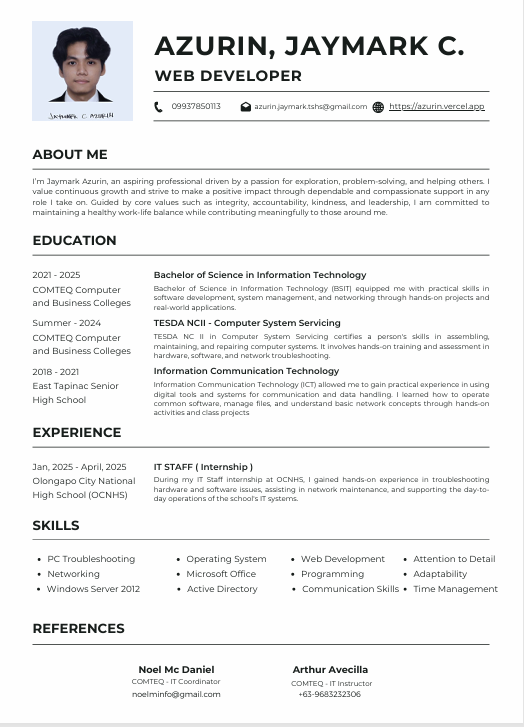 AZURIN, JAYMARK C.
WEB DEVELOPER
09937850113
azurin.jaymark.tshs@gmail.com
https://azurin.vercel.app
JAYMARK C. AZURIN
ABOUT ME
I'm Jaymark Azurin, an aspiring professional driven by a passion for exploration, problem-solving, and helping others. I
value continuous growth and strive to make a positive impact through dependable and compassionate support in any
role I take on. Guided by core values such as integrity, accountability, kindness, and leadership, I am committed to
maintaining a healthy work-life balance while contributing meaningfully to those around me.
EDUCATION
2021 - 2025
COMTEQ Computer
and Business Colleges
Bachelor of Science in Information Technology
Bachelor of Science in Information Technology (BSIT) equipped me with practical skills in
software development, system management, and networking through hands-on projects and
real-world applications.
Summer - 2024
COMTEQ Computer
and Business Colleges
TESDA NCII - Computer System Servicing
TESDA NC II in Computer System Servicing certifies a person's skills in assembling,
maintaining, and repairing computer systems. It involves hands-on training and assessment in
hardware, software, and network troubleshooting.
2018 - 2021
East Tapinac Senior
High School
Information Communication Technology
Information Communication Technology (ICT) allowed me to gain practical experience in using
digital tools and systems for communication and data handling. I learned how to operate
common software, manage files, and understand basic network concepts through hands-on
activities and class projects
EXPERIENCE
Jan, 2025 - April, 2025
Olongapo City National
High School (OCNHS)
IT STAFF ( Internship )
During my IT Staff internship at OCNHS, I gained hands-on experience in troubleshooting
hardware and software issues, assisting in network maintenance, and supporting the day-to-
day operations of the school's IT systems.
SKILLS
• PC Troubleshooting
• Networking
• Windows Server 2012
• Operating System
• Microsoft Office
• Active Directory
• Web Development
• Programming
• Communication Skills
• Attention to Detail
• Adaptability
• Time Management
REFERENCES
Noel Mc Daniel
COMTEQ - IT Coordinator
noelminfo@gmail.com
Arthur Avecilla
COMTEQ - IT Instructor
+63-9683232306